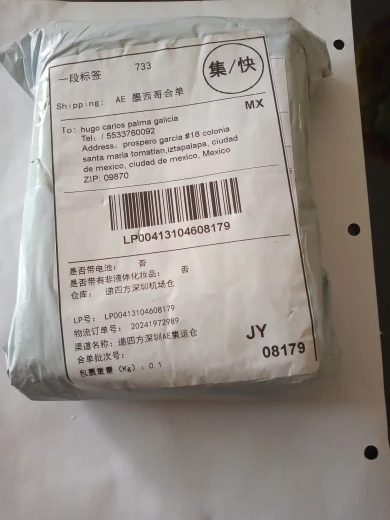 一段标签 733
集/快
Shipping: AE 墨西哥合单
MX
To: hugo carlos palma galicia
Tel: / 5533760092
Address: prospero garcia #18 colonia
santa maria tomatlan,iztapalapa, ciudad
de mexico, ciudad de mexico, Mexico
ZIP: 09870
LP00413104608179
是否带电池: 否
是否带有非液体化妆品: 否
仓库: 递四方深圳机场仓
LP号: LP00413104608179
物流订单号: 20241972989
渠道名称: 递四方深圳AE集运仓
合单批次号:
包裹重量 (Kg) : 0.1
JY
08179